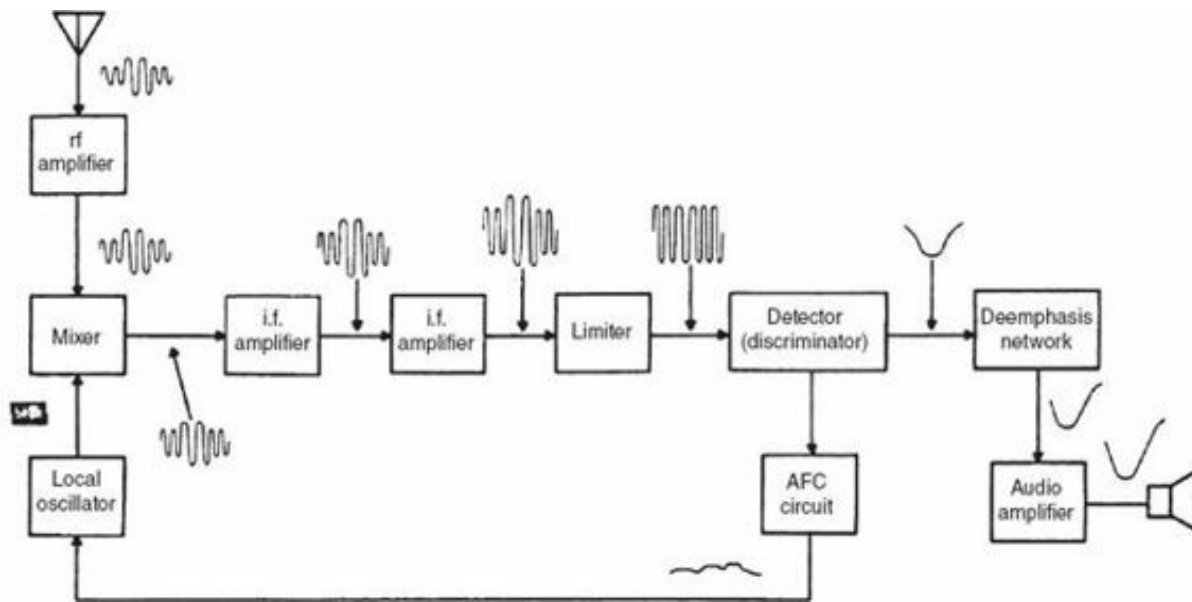 rf
amplifier
Mixer
i.f.
amplifier
i.f.
amplifier
Limiter
Detector
(discriminator)
Deemphasis
network
Local
oscillator
AFC
circuit
Audio
amplifier